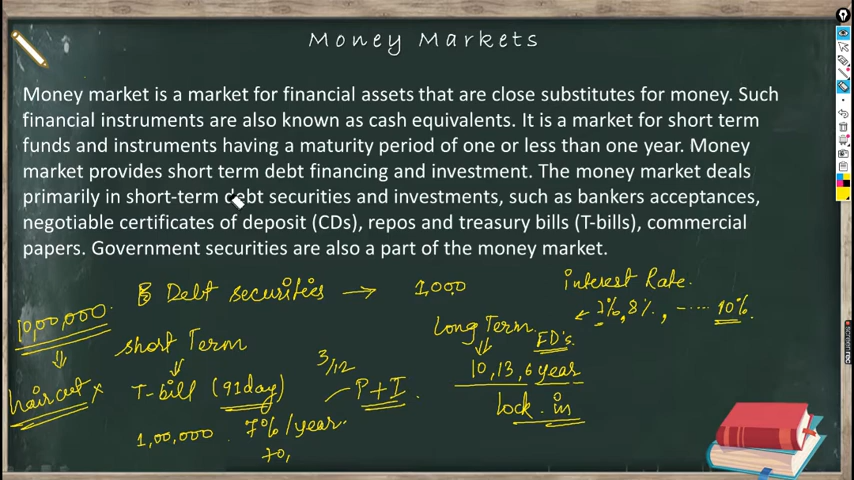 Money Markets
Money market is a market for financial assets that are close substitutes for money. Such
financial instruments are also known as cash equivalents. It is a market for short term
funds and instruments having a maturity period of one or less than one year. Money
market provides short term debt financing and investment. The money market deals
primarily in short-term debt securities and investments, such as bankers acceptances,
negotiable certificates of deposit (CDs), repos and treasury bills (T-bills), commercial
papers. Government securities are also a part of the money market.
Debt securities → 1,000
interest Rate.
7%, 8%, ----- 10%
10,00,000
Long Term
FD's
short Term
3/12
10, 13, 6 year
haircut x
T-bill (91day)
P+I
lock.in
1,00,000. 7%/year.
70,